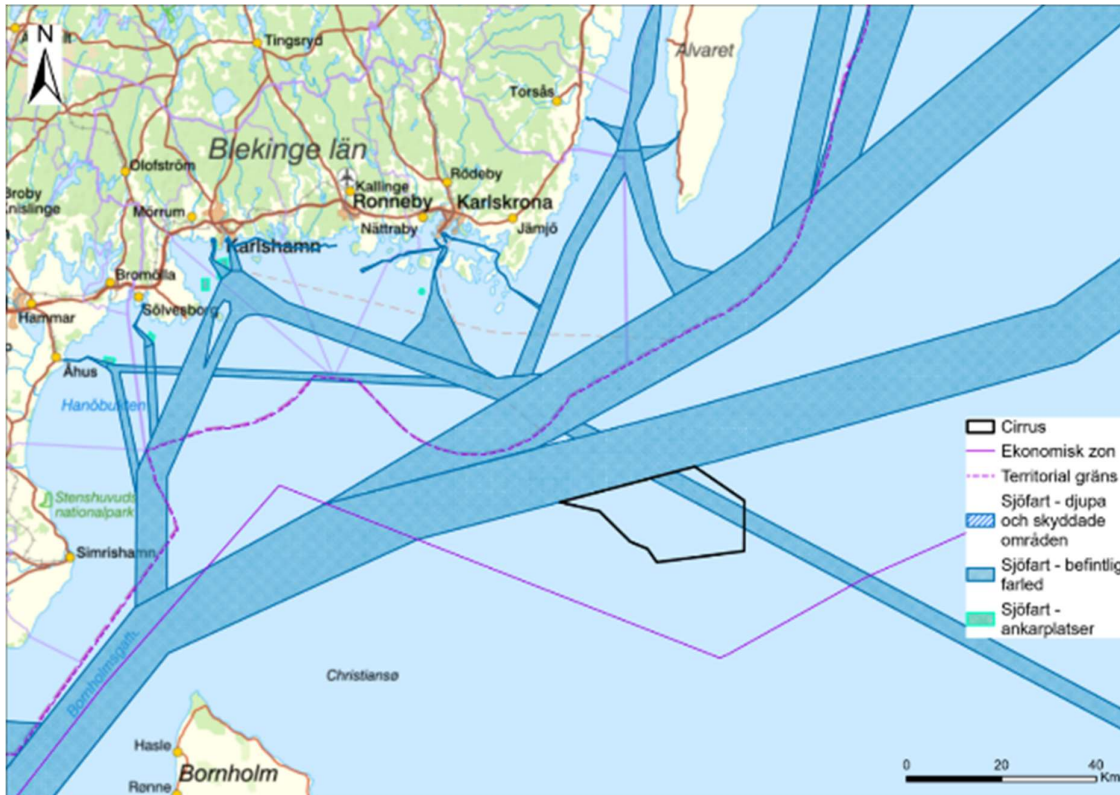 N
Tingsryd
Alvaret
Torsås
Blekinge län
Olofström
Rödeby
Kallinge
Broby
Ronneby
Karlskrona
Knislinge
Mörrum
Nättraby
Jämjö
Karlshamn
Bromölla
Sölvesborg
Hammar
Åhus
Hanöbukten
Cirrus
Ekonomisk zon
Territorial gräns
Stenshuvuds
nationalpark
Sjöfart - djupa
och skyddade
områden
Simrishamn
Sjöfart - befintlig
farled
Sjöfart -
ankarplatser
Bornholmsgatt
Christiansø
Hasle
Bornholm
Rønne
0 20 40
Km